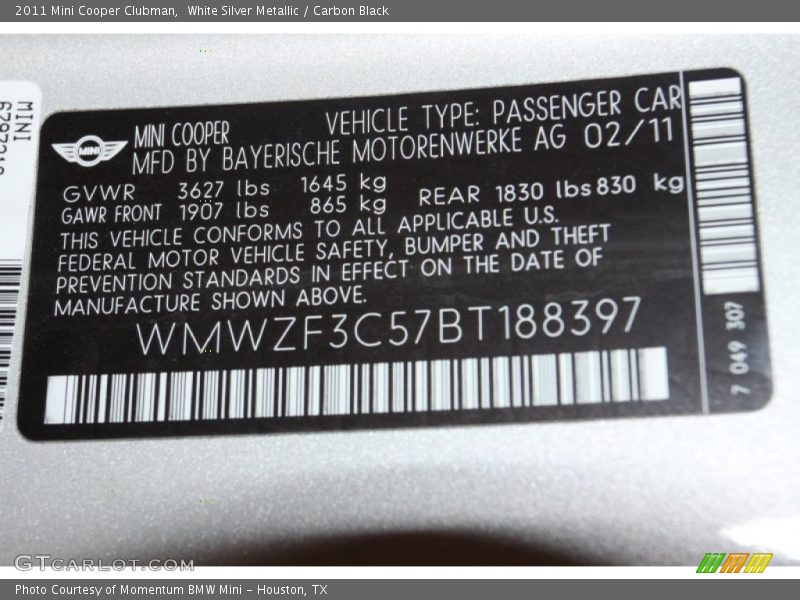 2011 Mini Cooper Clubman,  White Silver Metallic / Carbon Black
MINI
MINI
MINI COOPER
VEHICLE TYPE: PASSENGER CAR
MFD BY BAYERISCHE MOTORENWERKE AG 02/11
GVWR 3627 lbs 1645 kg
GAWR FRONT 1907 lbs 865 kg REAR 1830 lbs 830 kg
THIS VEHICLE CONFORMS TO ALL APPLICABLE U.S.
FEDERAL MOTOR VEHICLE SAFETY, BUMPER AND THEFT
PREVENTION STANDARDS IN EFFECT ON THE DATE OF
MANUFACTURE SHOWN ABOVE.
WMWZF3C57BT188397
7 049 307
GTCARLOT.COM
Photo Courtesy of Momentum BMW Mini - Houston, TX